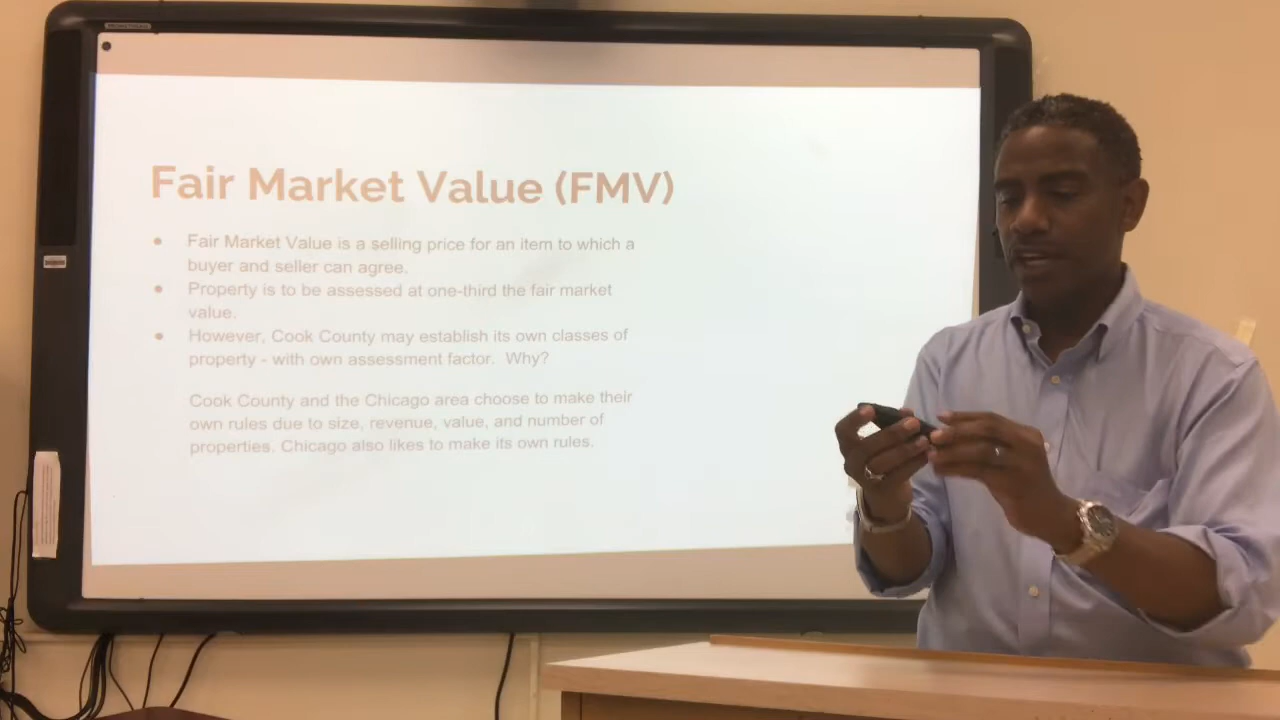 Fair Market Value (FMV)
● Fair Market Value is a selling price for an item to which a
buyer and seller can agree.
● Property is to be assessed at one-third the fair market
value.
● However, Cook County may establish its own classes of
property - with own assessment factor. Why?
Cook County and the Chicago area choose to make their
own rules due to size, revenue, value, and number of
properties. Chicago also likes to make its own rules.